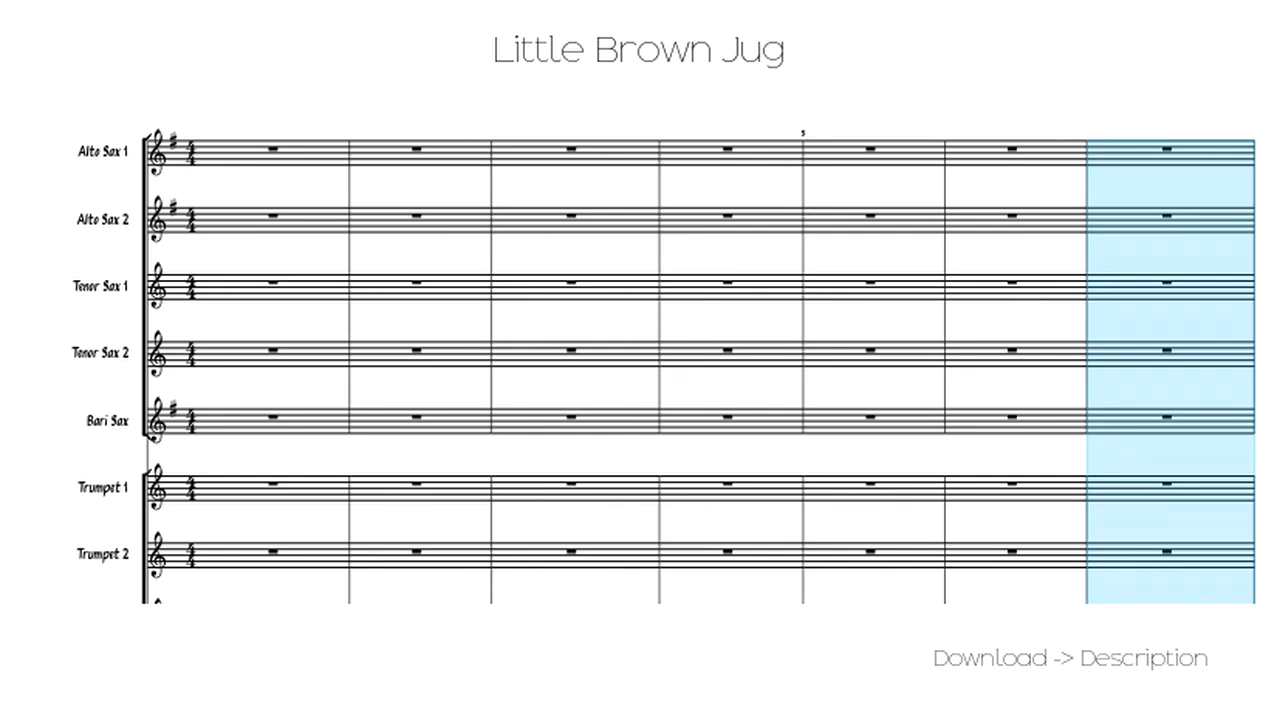 Little Brown Jug
5
Alto Sax 1
Alto Sax 2
Tenor Sax 1
Tenor Sax 2
Bari Sax
Trumpet 1
Trumpet 2
Download -> Description